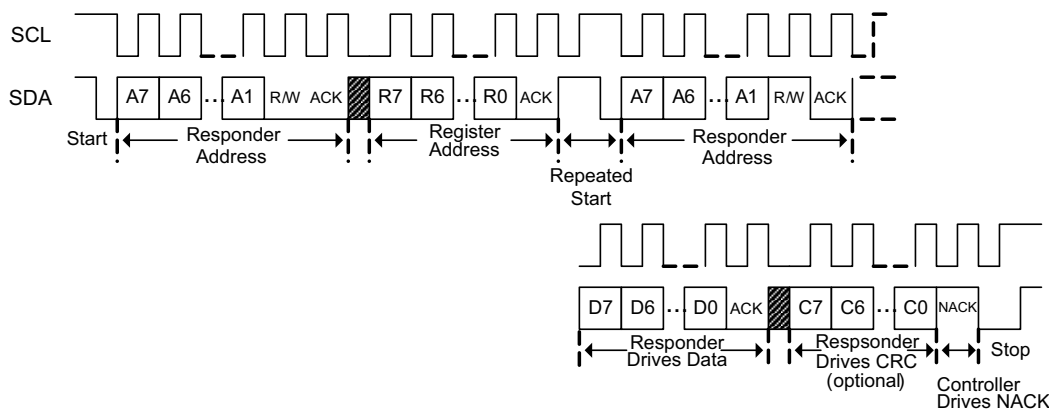 SCL
SDA
A7 A6 ... A1 R/W ACK R7 R6 ... R0 ACK A7 A6 ... A1 R/W ACK
Start
Responder
Address
Register
Address
Repeated
Start
Responder
Address
D7 D6 ... D0 ACK C7 C6 ... C0 NACK
Responder
Drives Data
Respsonder
Drives CRC
(optional)
Stop
Controller
Drives NACK